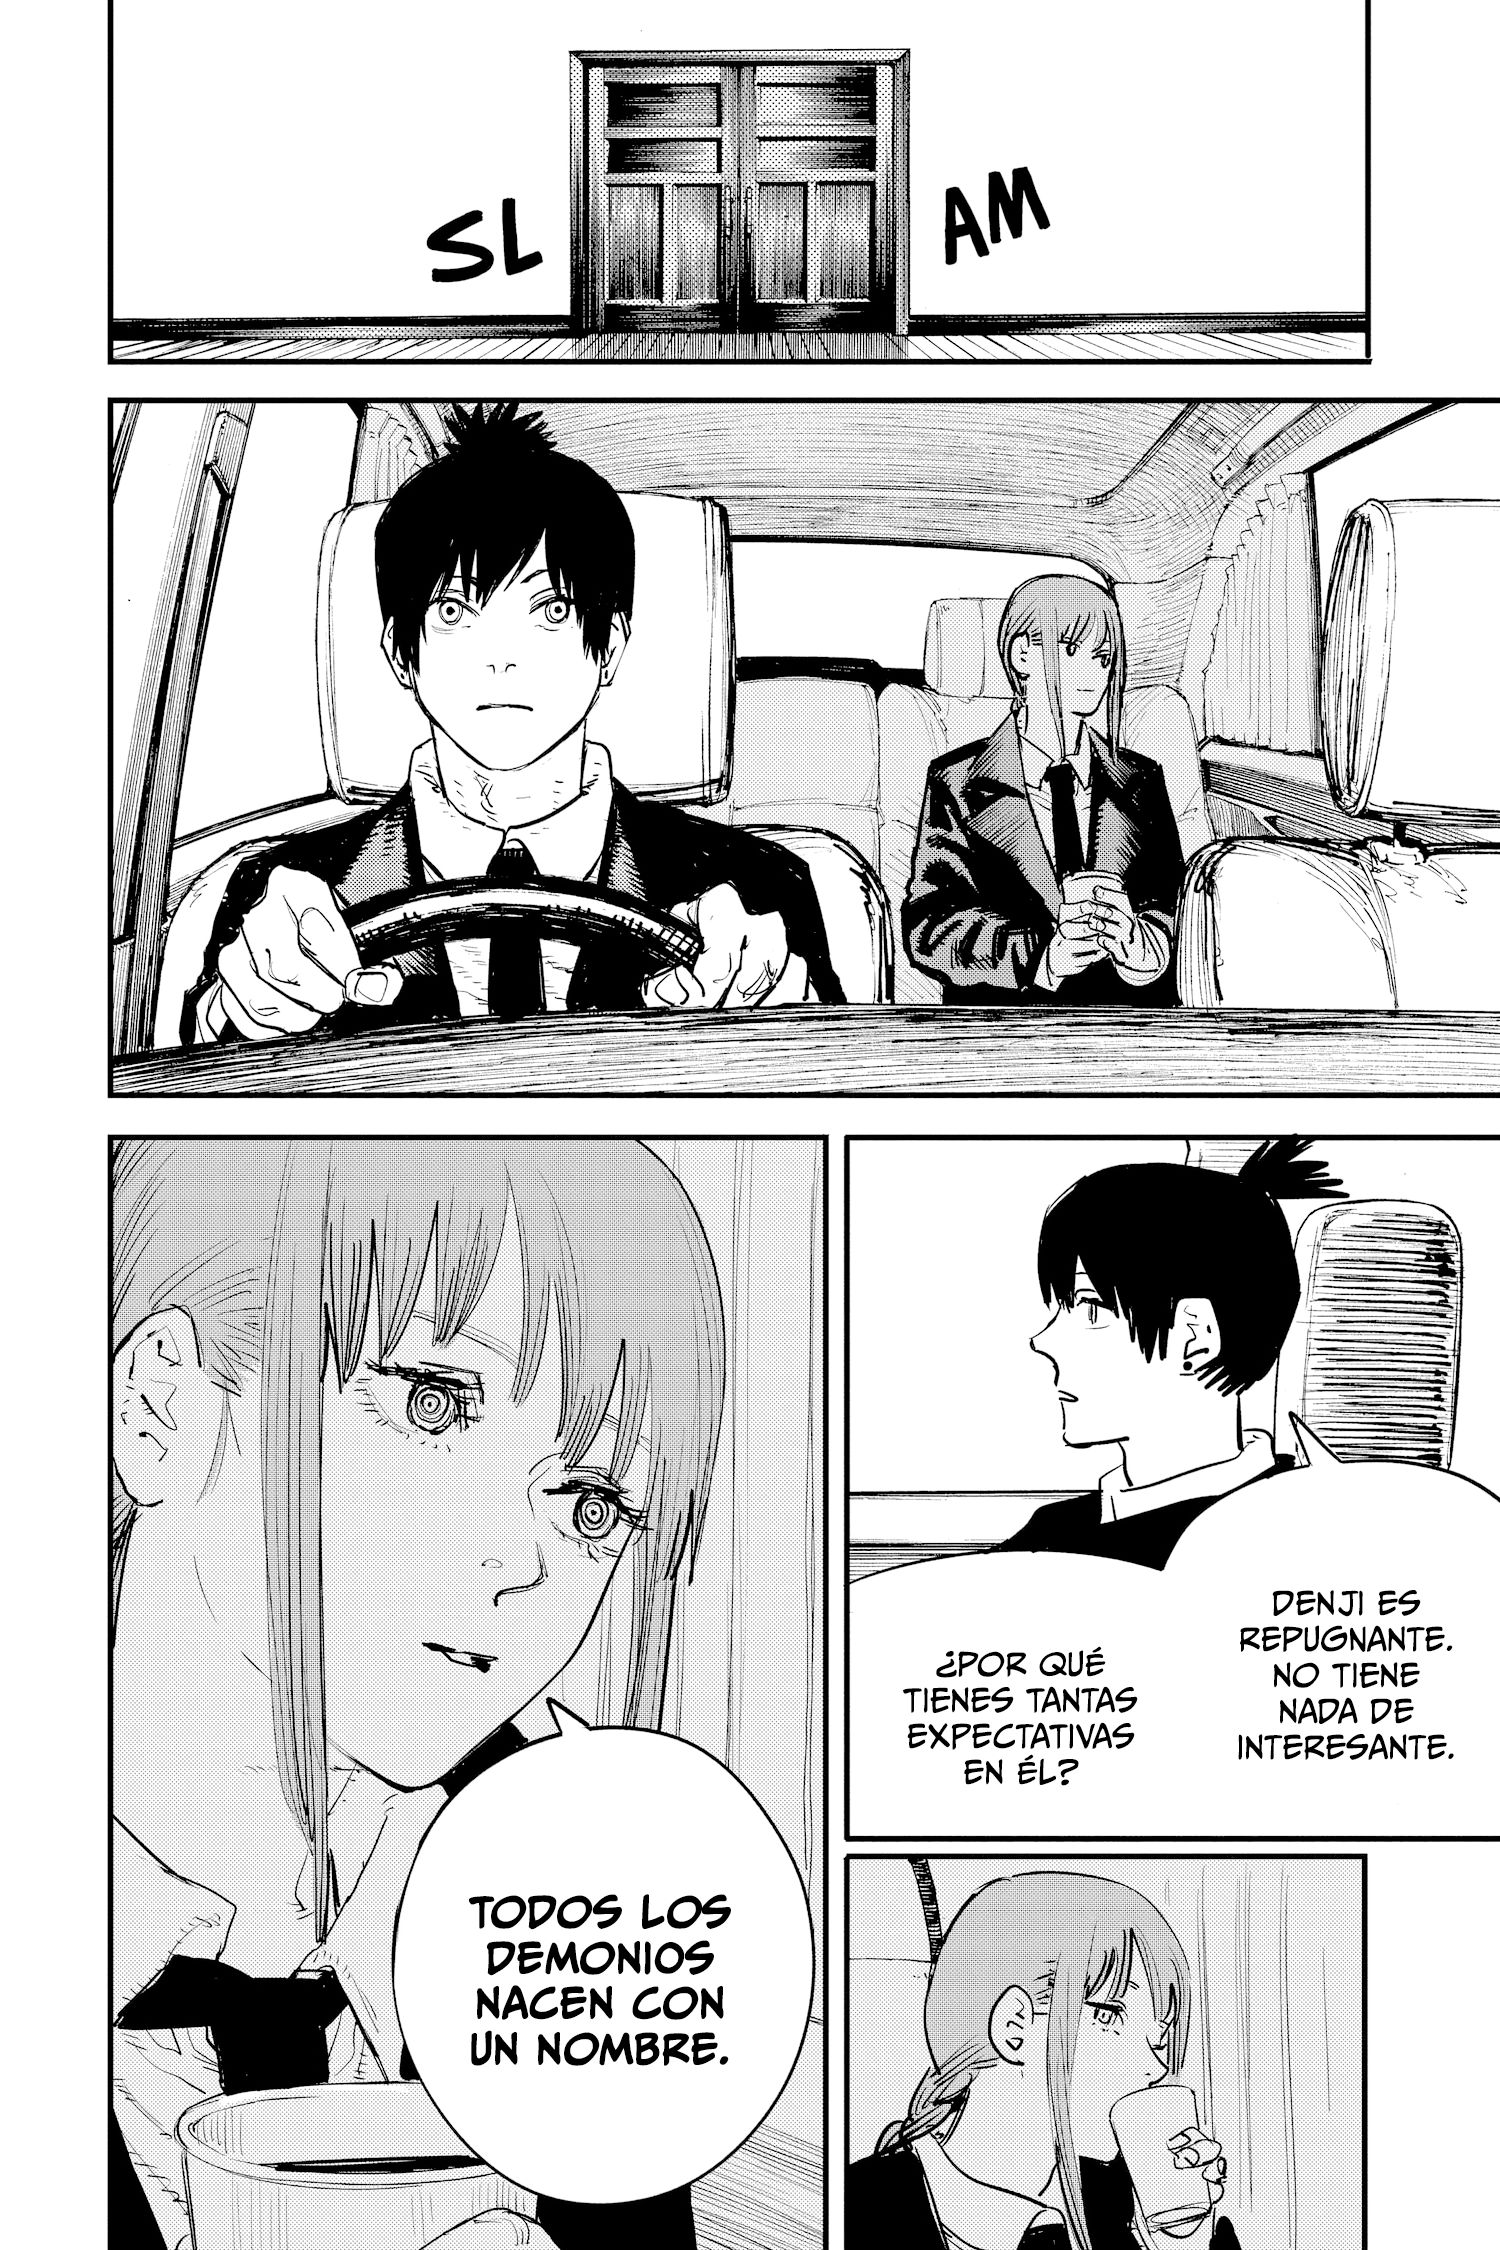 SL
AM
DENJI ES
REPUGNANTE.
NO TIENE
NADA DE
INTERESANTE.
¿POR QUÉ
TIENES TANTAS
EXPECTATIVAS
EN ÉL?
TODOS LOS
DEMONIOS
NACEN CON
UN NOMBRE.